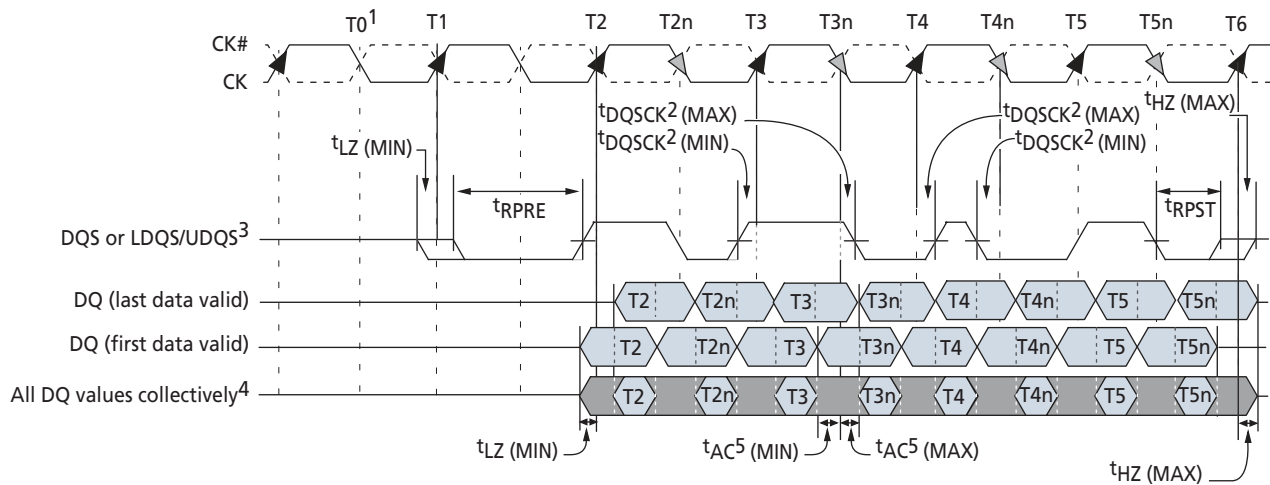 T0¹ T1 T2 T2n T3 T3n T4 T4n T5 T5n T6
CK#
CK
tLZ (MIN)
tRPRE
tDQSCK² (MAX)
tDQSCK² (MIN)
tDQSCK² (MAX)
tDQSCK² (MIN)
tHZ (MAX)
tRPST
DQS or LDQS/UDQS³
DQ (last data valid) T2 T2n T3 T3n T4 T4n T5 T5n
DQ (first data valid) T2 T2n T3 T3n T4 T4n T5 T5n
All DQ values collectively⁴ T2 T2n T3 T3n T4 T4n T5 T5n
tLZ (MIN)
tAC⁵ (MIN)
tAC⁵ (MAX)
tHZ (MAX)